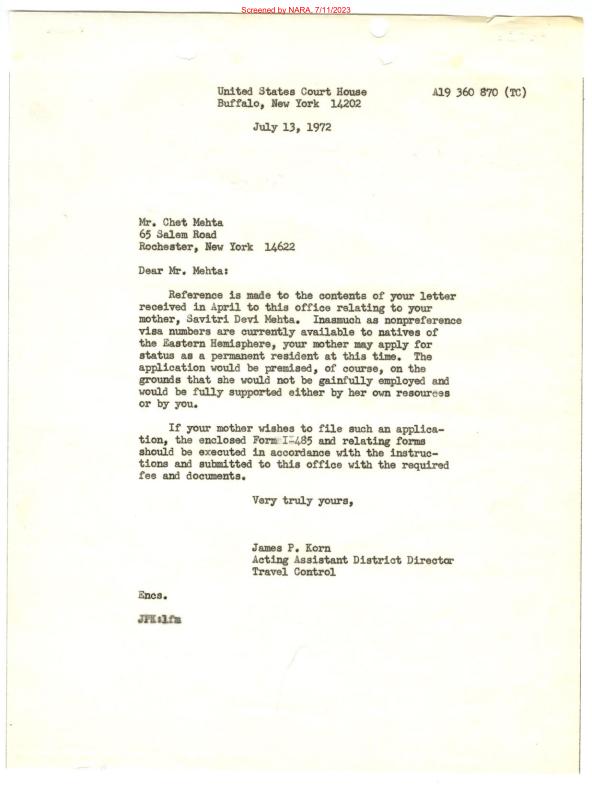 Screened by NARA, 7/11/2023
United States Court House
Buffalo, New York 14202
A19 360 870 (TC)
July 13, 1972
Mr. Chet Mehta
65 Salem Road
Rochester, New York 14622
Dear Mr. Mehta:
Reference is made to the contents of your letter
received in April to this office relating to your
mother, Savitri Devi Mehta. Inasmuch as nonpreference
visa numbers are currently available to natives of
the Eastern Hemisphere, your mother may apply for
status as a permanent resident at this time. The
application would be premised, of course, on the
grounds that she would not be gainfully employed and
would be fully supported either by her own resources
or by you.
If your mother wishes to file such an applica-
tion, the enclosed Form I-485 and relating forms
should be executed in accordance with the instruc-
tions and submitted to this office with the required
fee and documents.
Very truly yours,
James P. Korn
Acting Assistant District Director
Travel Control
Encs.
JPK:lfm